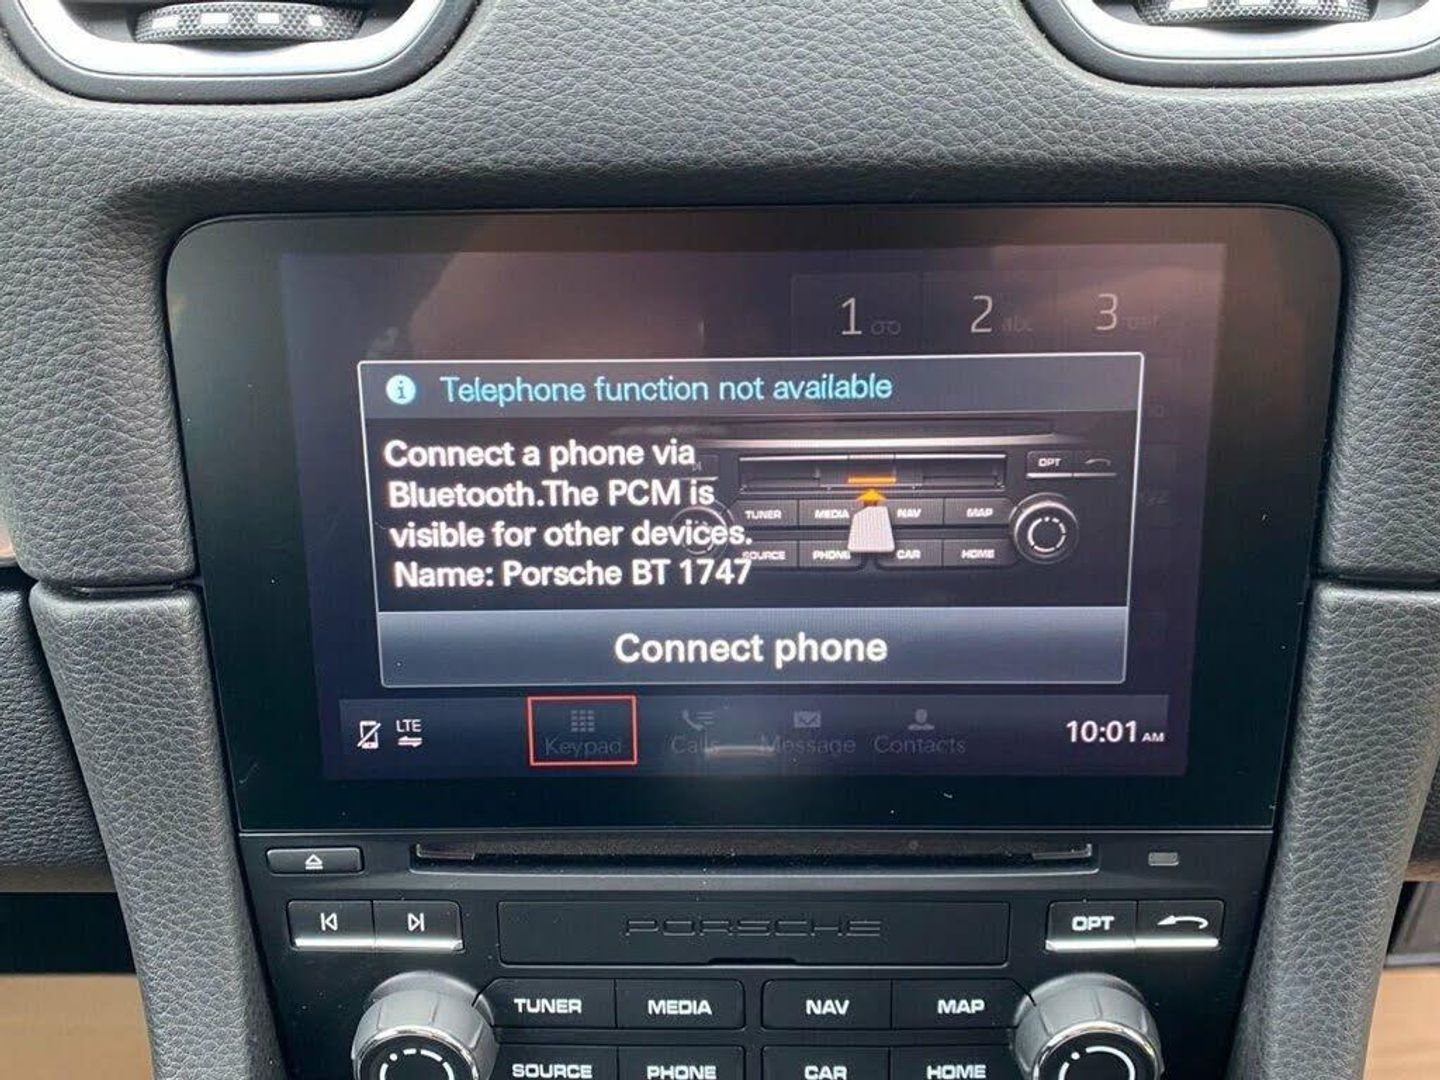 1 2 abc 3
Telephone function not available
Connect a phone via
Bluetooth.The PCM is
visible for other devices.
Name: Porsche BT 1747
OPT
TUNER MEDIA NAV MAP
SOURCE PHONE CAR HOME
Connect phone
LTE
Keypad Calls Message Contacts
10:01 AM
PORSCHE
OPT
TUNER MEDIA NAV MAP
SOURCE PHONE CAR HOME